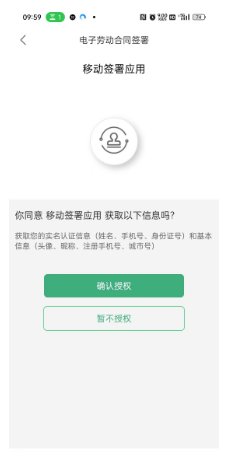 09:59
电子劳动合同签署
移动签署应用
你同意 移动签署应用 获取以下信息吗?
获取您的实名认证信息（姓名、手机号、身份证号）和基本
信息（头像、昵称、注册手机号、城市号）
确认授权
暂不授权